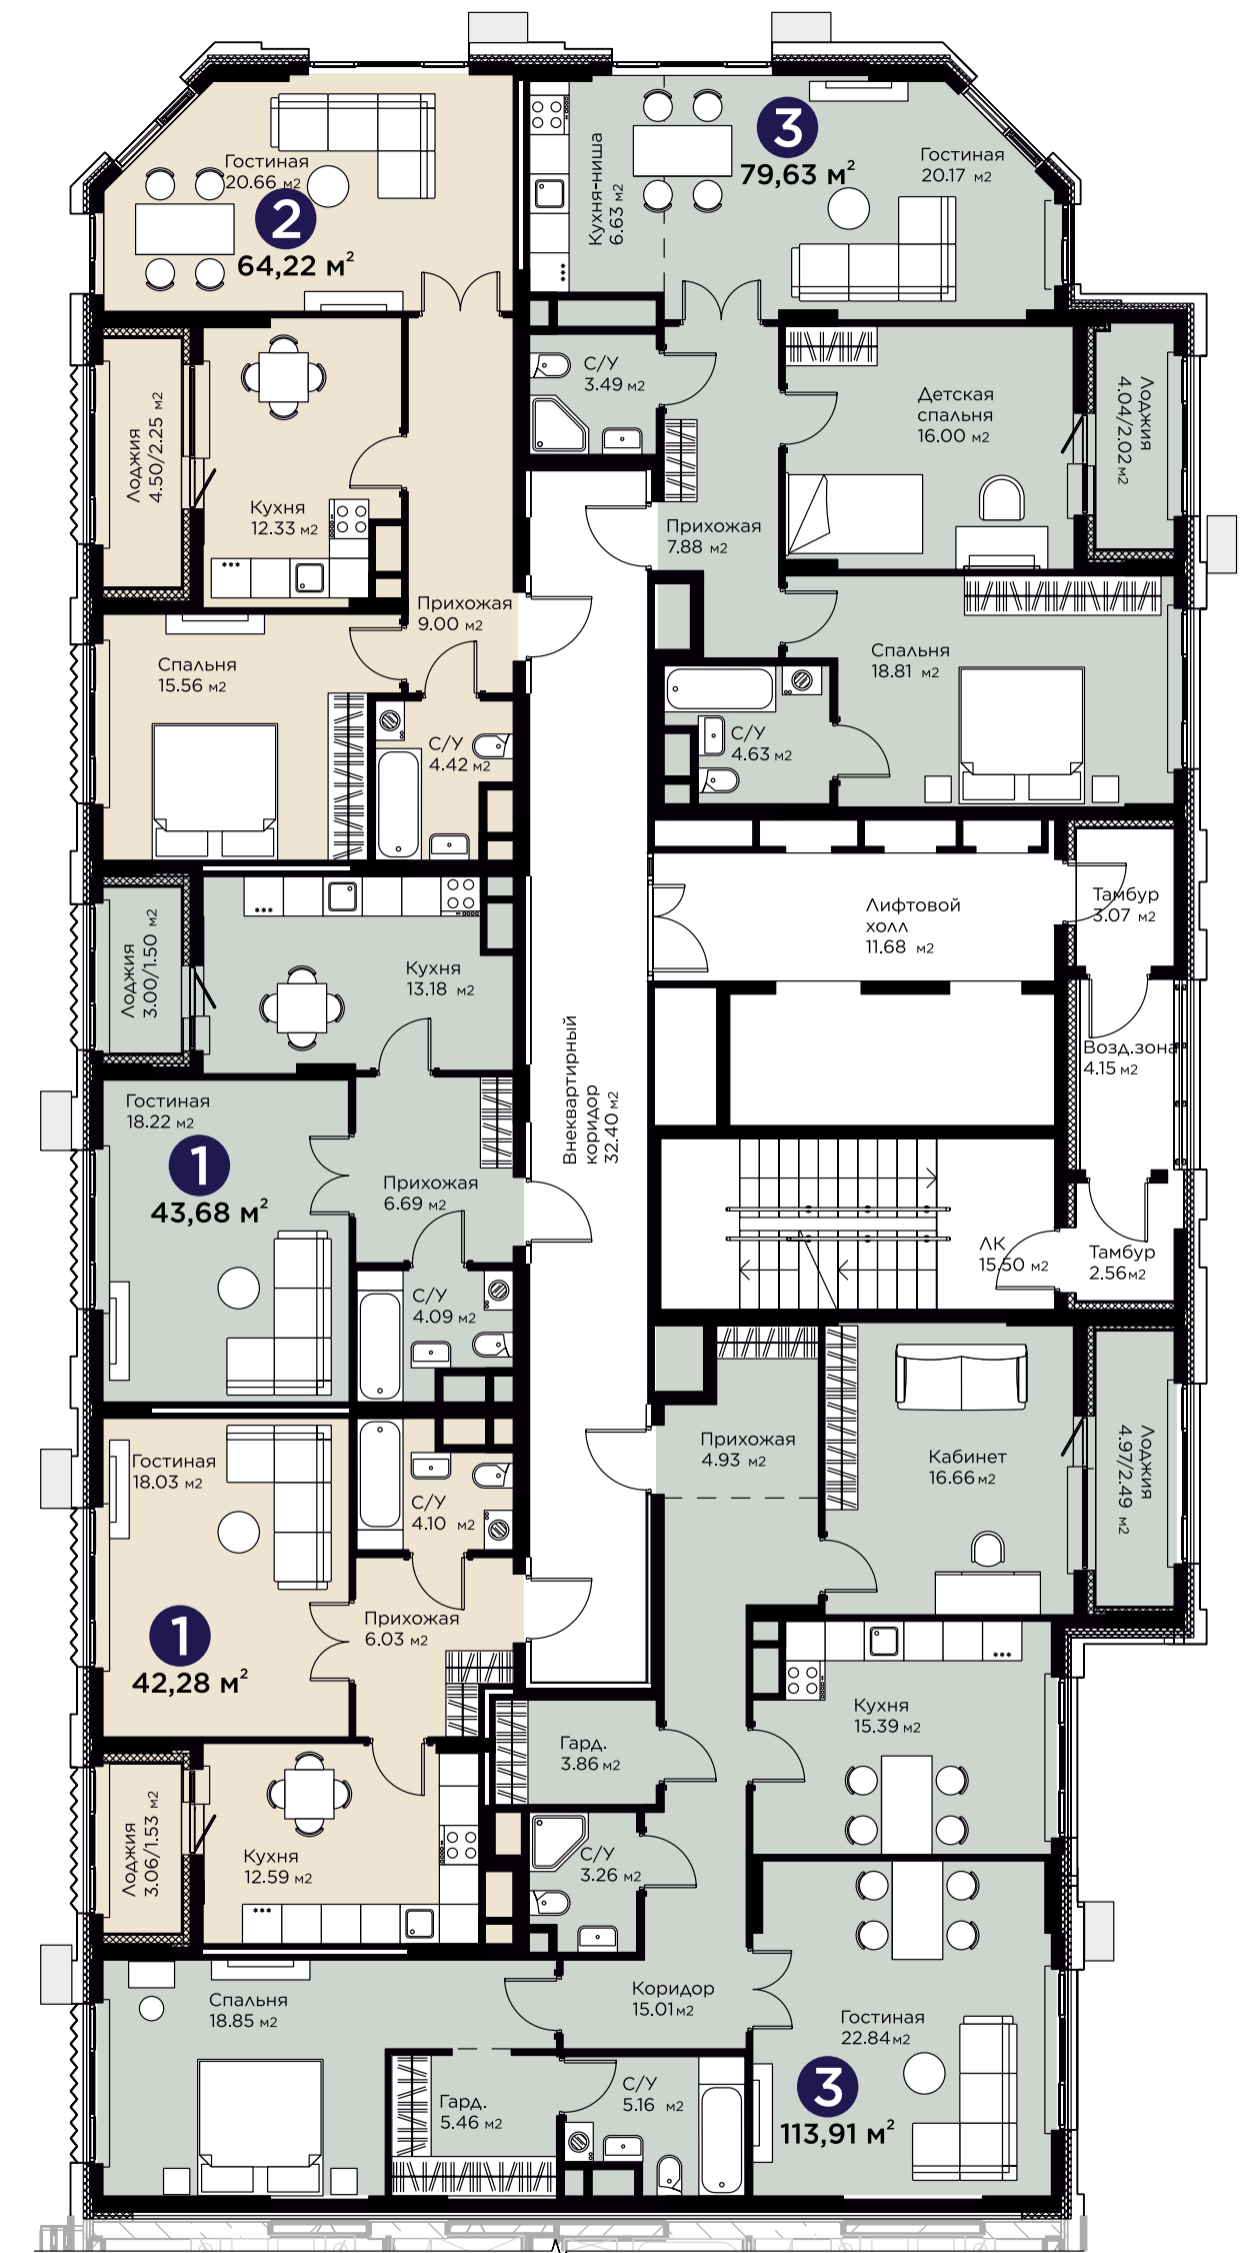 Гостиная
20.66 м2
2
64,22 м²
Лоджия
4.50/2.25 м2
Кухня
12.33 м2
Прихожая
9.00 м2
Спальня
15.56 м2
С/У
4.42 м2
Кухня-ниша
6.63 м2
3
79,63 м²
Гостиная
20.17 м2
С/У
3.49 м2
Детская
спальня
16.00 м2
Лоджия
4.04/2.02 м2
Прихожая
7.88 м2
Спальня
18.81 м2
С/У
4.63 м2
Лифтовой
холл
11.68 м2
Тамбур
3.07 м2
Возд.зона
4.15 м2
Тамбур
2.56 м2
ЛК
15.50 м2
Внеквартирный
коридор
32.40 м2
Лоджия
3.00/1.50 м2
Кухня
13.18 м2
Гостиная
18.22 м2
1
43,68 м²
Прихожая
6.69 м2
С/У
4.09 м2
Гостиная
18.03 м2
С/У
4.10 м2
1
42,28 м²
Прихожая
6.03 м2
Лоджия
3.06/1.53 м2
Кухня
12.59 м2
Прихожая
4.93 м2
Кабинет
16.66 м2
Лоджия
4.97/2.49 м2
Кухня
15.39 м2
Гард.
3.86 м2
С/У
3.26 м2
Коридор
15.01 м2
Гостиная
22.84 м2
3
113,91 м²
Спальня
18.85 м2
Гард.
5.46 м2
С/У
5.16 м2